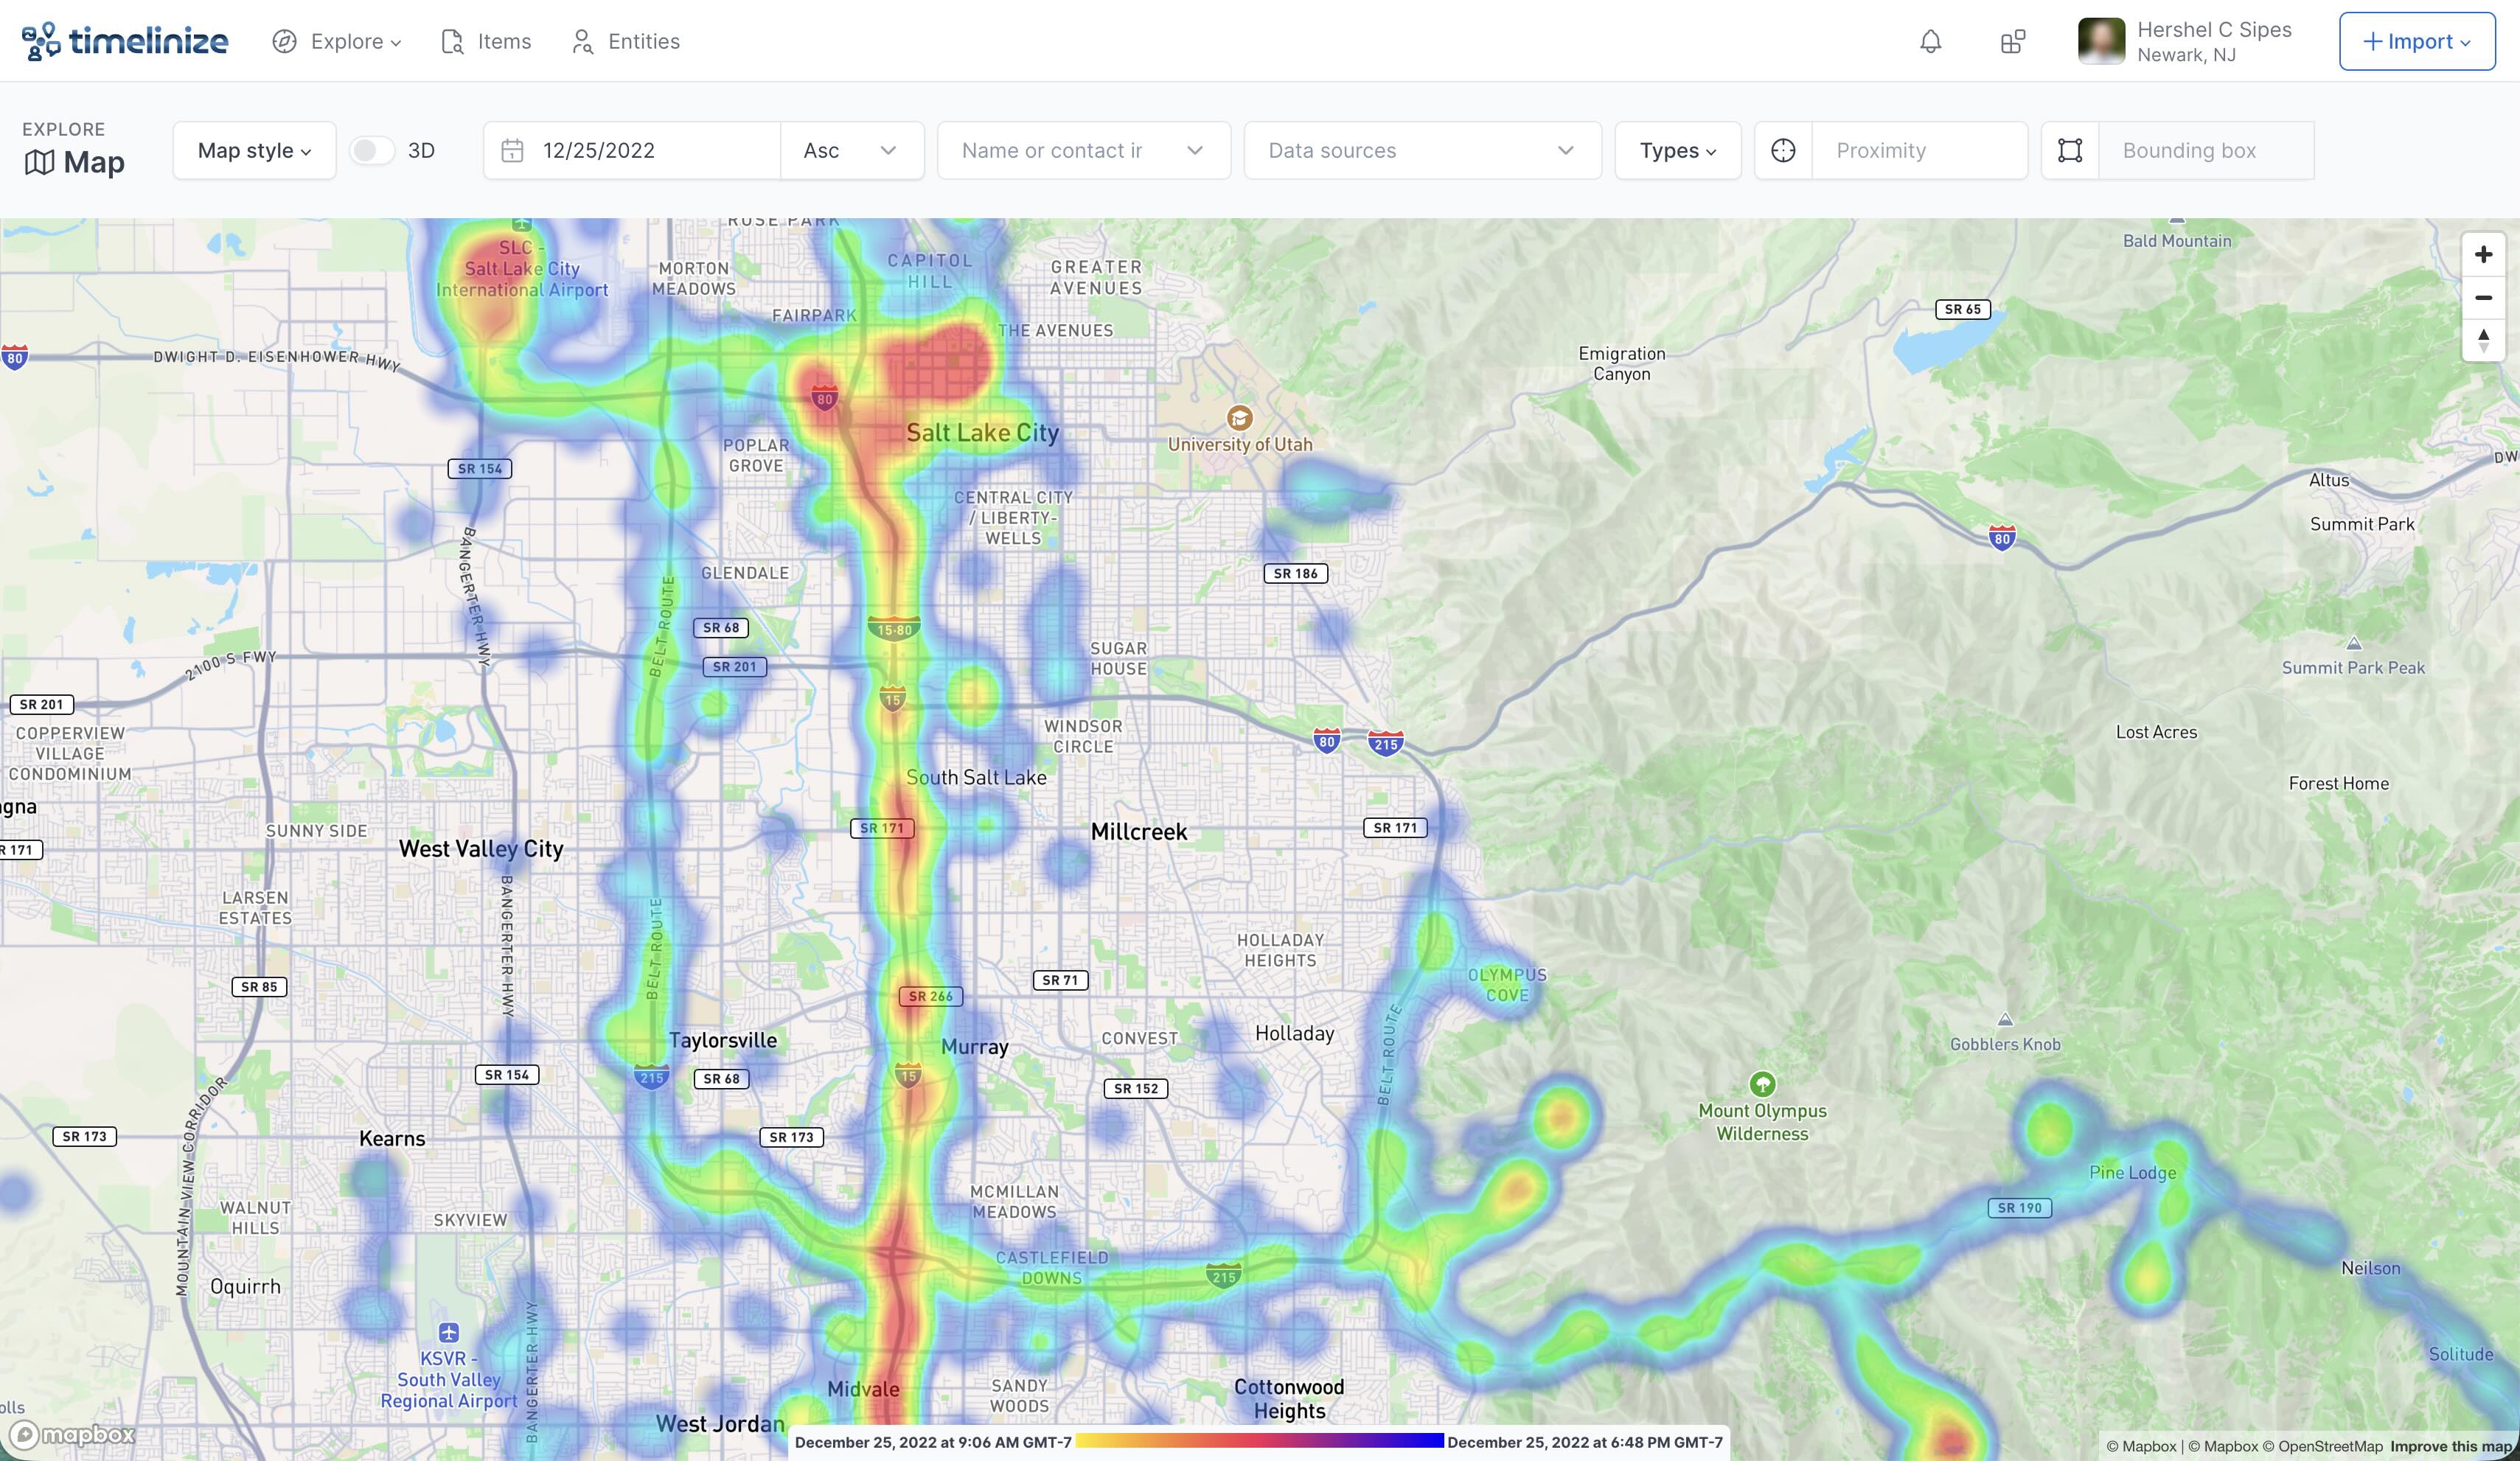 timelinize
Explore
Items
Entities
Hershel C Sipes
Newark, NJ
Import
EXPLORE
Map
Map style
3D
12/25/2022
Asc
Name or contact ir
Data sources
Types
Proximity
Bounding box
ROSE PARK
Bald Mountain
SLC -
Salt Lake City
International Airport
MORTON
MEADOWS
CAPITOL
HILL
GREATER
AVENUES
FAIRPARK
THE AVENUES
SR 65
80
DWIGHT D. EISENHOWER HWY
Emigration
Canyon
80
Salt Lake City
University of Utah
POPLAR
GROVE
SR 154
DW
Altus
CENTRAL CITY
/ LIBERTY-
WELLS
Summit Park
80
BANGERTER HWY
GLENDALE
SR 186
BELT ROUTE
SR 68
15-80
2100 S FWY
SR 201
SUGAR
HOUSE
Summit Park Peak
SR 201
15
COPPERVIEW
VILLAGE
CONDOMINIUM
WINDSOR
CIRCLE
80
215
Lost Acres
South Salt Lake
Forest Home
agna
SUNNY SIDE
SR 171
Millcreek
SR 171
R 171
West Valley City
LARSEN
ESTATES
BANGERTER HWY
BELT ROUTE
HOLLADAY
HEIGHTS
SR 85
SR 266
SR 71
OLYMPUS
COVE
Taylorsville
Murray
CONVEST
Holladay
BELT ROUTE
Gobblers Knob
SR 154
215
SR 68
15
SR 152
Mount Olympus
Wilderness
MOUNTAIN VIEW CORRIDOR
SR 173
Kearns
SR 173
Pine Lodge
WALNUT
HILLS
SKYVIEW
MCMILLAN
MEADOWS
SR 190
Oquirrh
CASTLEFIELD
DOWNS
215
Neilson
BANGERTER HWY
KSVR -
South Valley
Regional Airport
Solitude
Midvale
SANDY
WOODS
Cottonwood
Heights
olls
West Jordan
mapbox
December 25, 2022 at 9:06 AM GMT-7
December 25, 2022 at 6:48 PM GMT-7
© Mapbox | © Mapbox © OpenStreetMap Improve this map